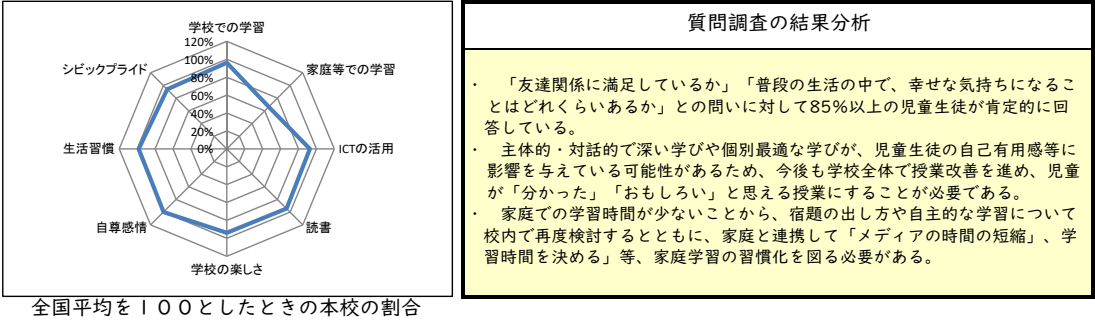 学校での学習
家庭等での学習
ICTの活用
読書
学校の楽しさ
自尊感情
生活習慣
シビックプライド
120%
100%
80%
60%
40%
20%
0%
全国平均を100としたときの本校の割合
質問調査の結果分析
・　「友達関係に満足しているか」「普段の生活の中で、幸せな気持ちになるこ
とはどれくらいあるか」との問いに対して85％以上の児童生徒が肯定的に回
答している。
・　主体的・対話的で深い学びや個別最適な学びが、児童生徒の自己有用感等に
影響を与えている可能性があるため、今後も学校全体で授業改善を進め、児童
が「分かった」「おもしろい」と思える授業にすることが必要である。
・　家庭での学習時間が少ないことから、宿題の出し方や自主的な学習について
校内で再度検討するとともに、家庭と連携して「メディアの時間の短縮」、学
習時間を決める」等、家庭学習の習慣化を図る必要がある。